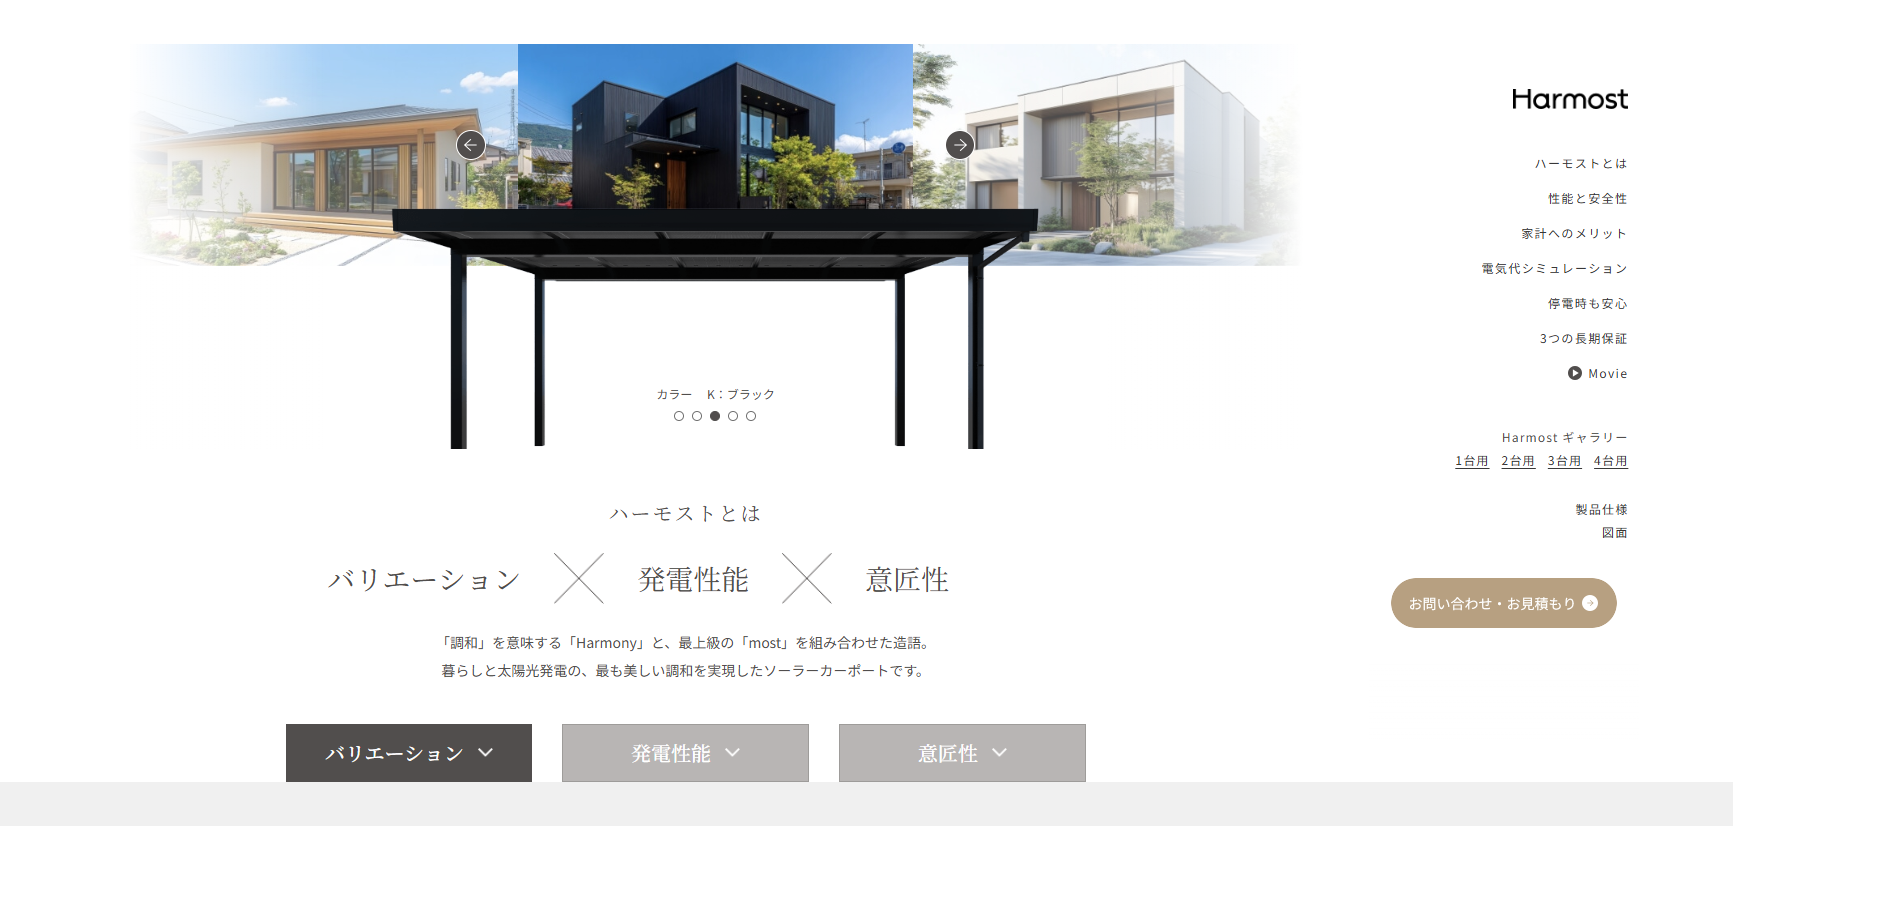 Harmost
ハーモストとは
性能と安全性
家計へのメリット
電気代シミュレーション
停電時も安心
3つの長期保証
Movie
Harmost ギャラリー
1台用 2台用 3台用 4台用
製品仕様
図面
お問い合わせ・お見積もり
カラー K：ブラック
ハーモストとは
バリエーション 発電性能 意匠性
「調和」を意味する「Harmony」と、最上級の「most」を組み合わせた造語。
暮らしと太陽光発電の、最も美しい調和を実現したソーラーカーポートです。
バリエーション 発電性能 意匠性